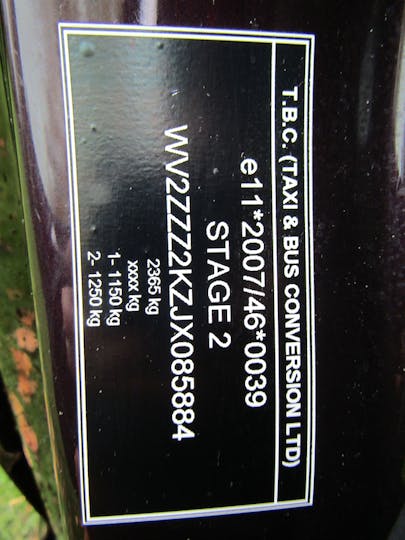 T.B.C. (TAXI & BUS CONVERSION LTD)
e11*2007/46*0039
STAGE 2
WV2ZZZ2KZJX085884
2365 kg
xxxx kg
1- 1150 kg
2- 1250 kg